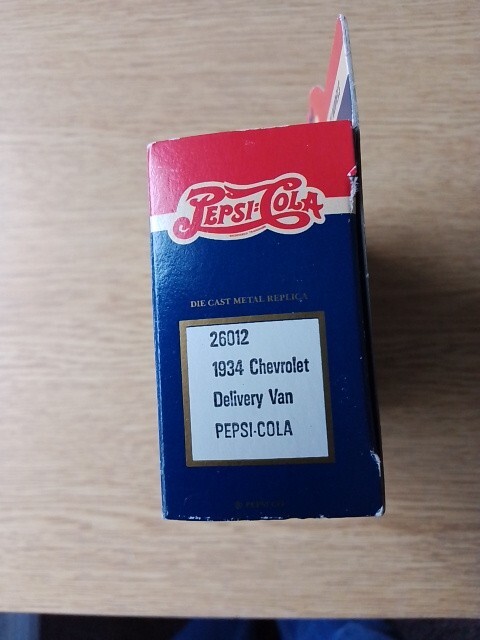 PEPSI:COLA
DIE CAST METAL REPLICA
26012
1934 Chevrolet
Delivery Van
PEPSI-COLA